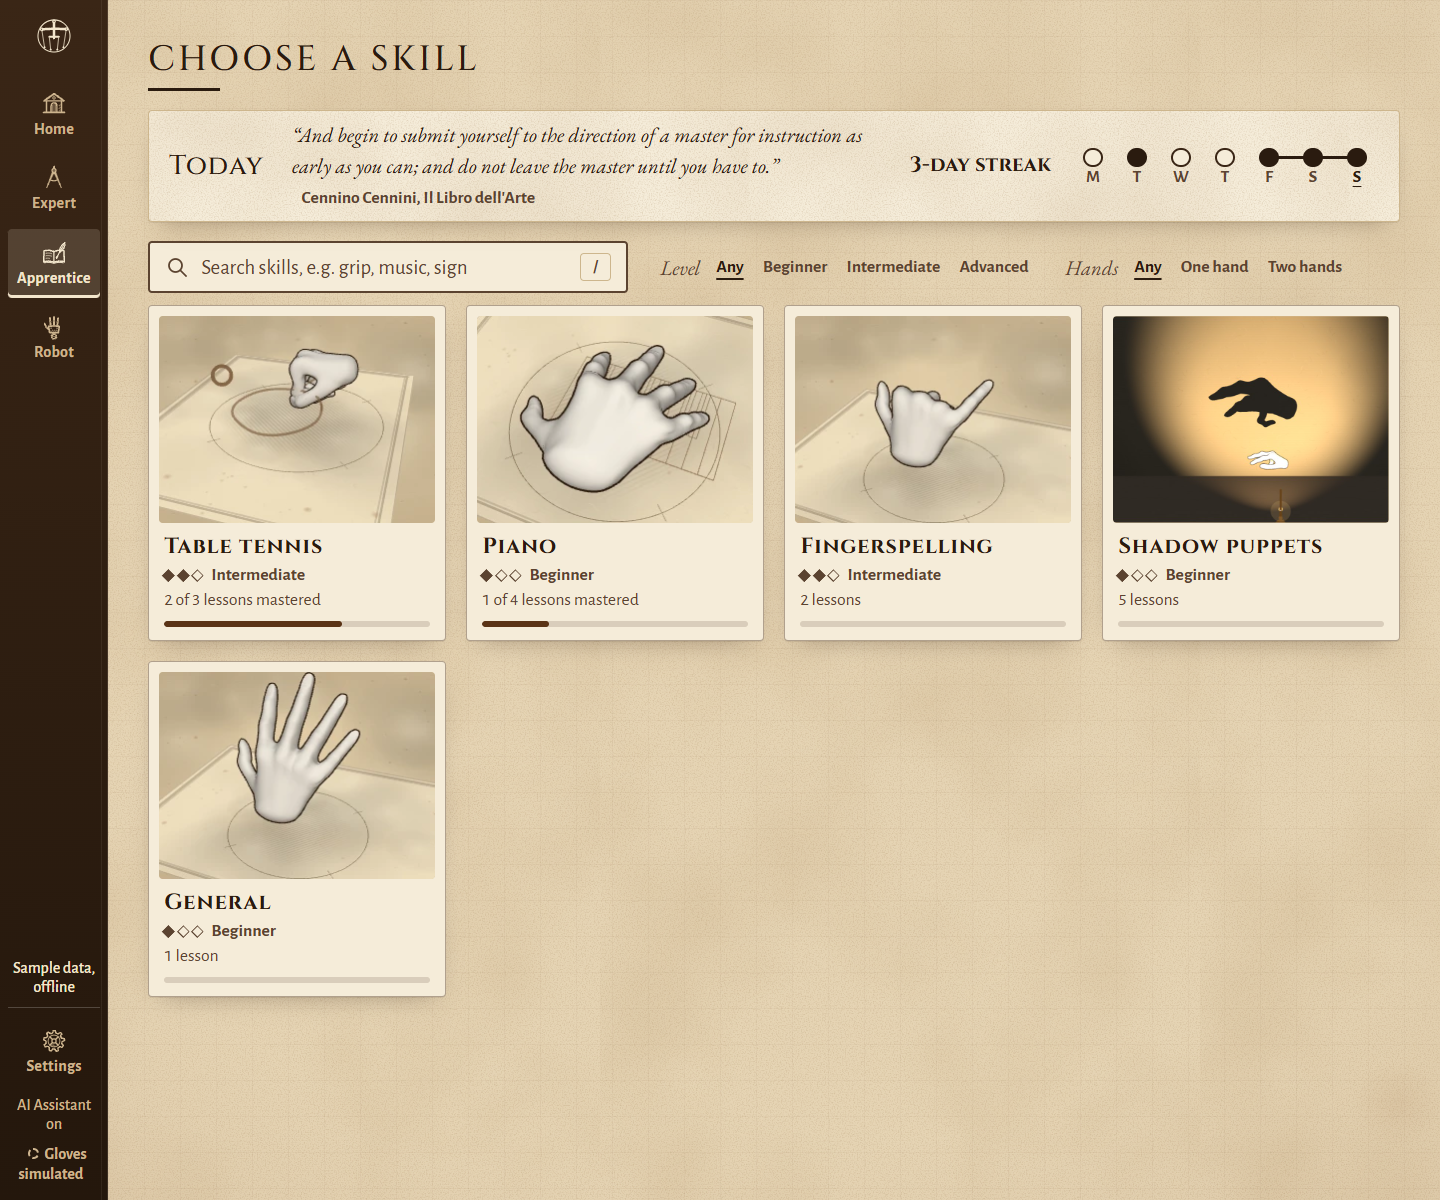 Home
Expert
Apprentice
Robot
Sample data,
offline
Settings
AI Assistant
on
Gloves
simulated
CHOOSE A SKILL
TODAY
“And begin to submit yourself to the direction of a master for instruction as
early as you can; and do not leave the master until you have to.”
Cennino Cennini, Il Libro dell'Arte
3-DAY STREAK
M T W T F S S
Search skills, e.g. grip, music, sign /
Level Any Beginner Intermediate Advanced Hands Any One hand Two hands
TABLE TENNIS
Intermediate
2 of 3 lessons mastered
PIANO
Beginner
1 of 4 lessons mastered
FINGERSPELLING
Intermediate
2 lessons
SHADOW PUPPETS
Beginner
5 lessons
GENERAL
Beginner
1 lesson